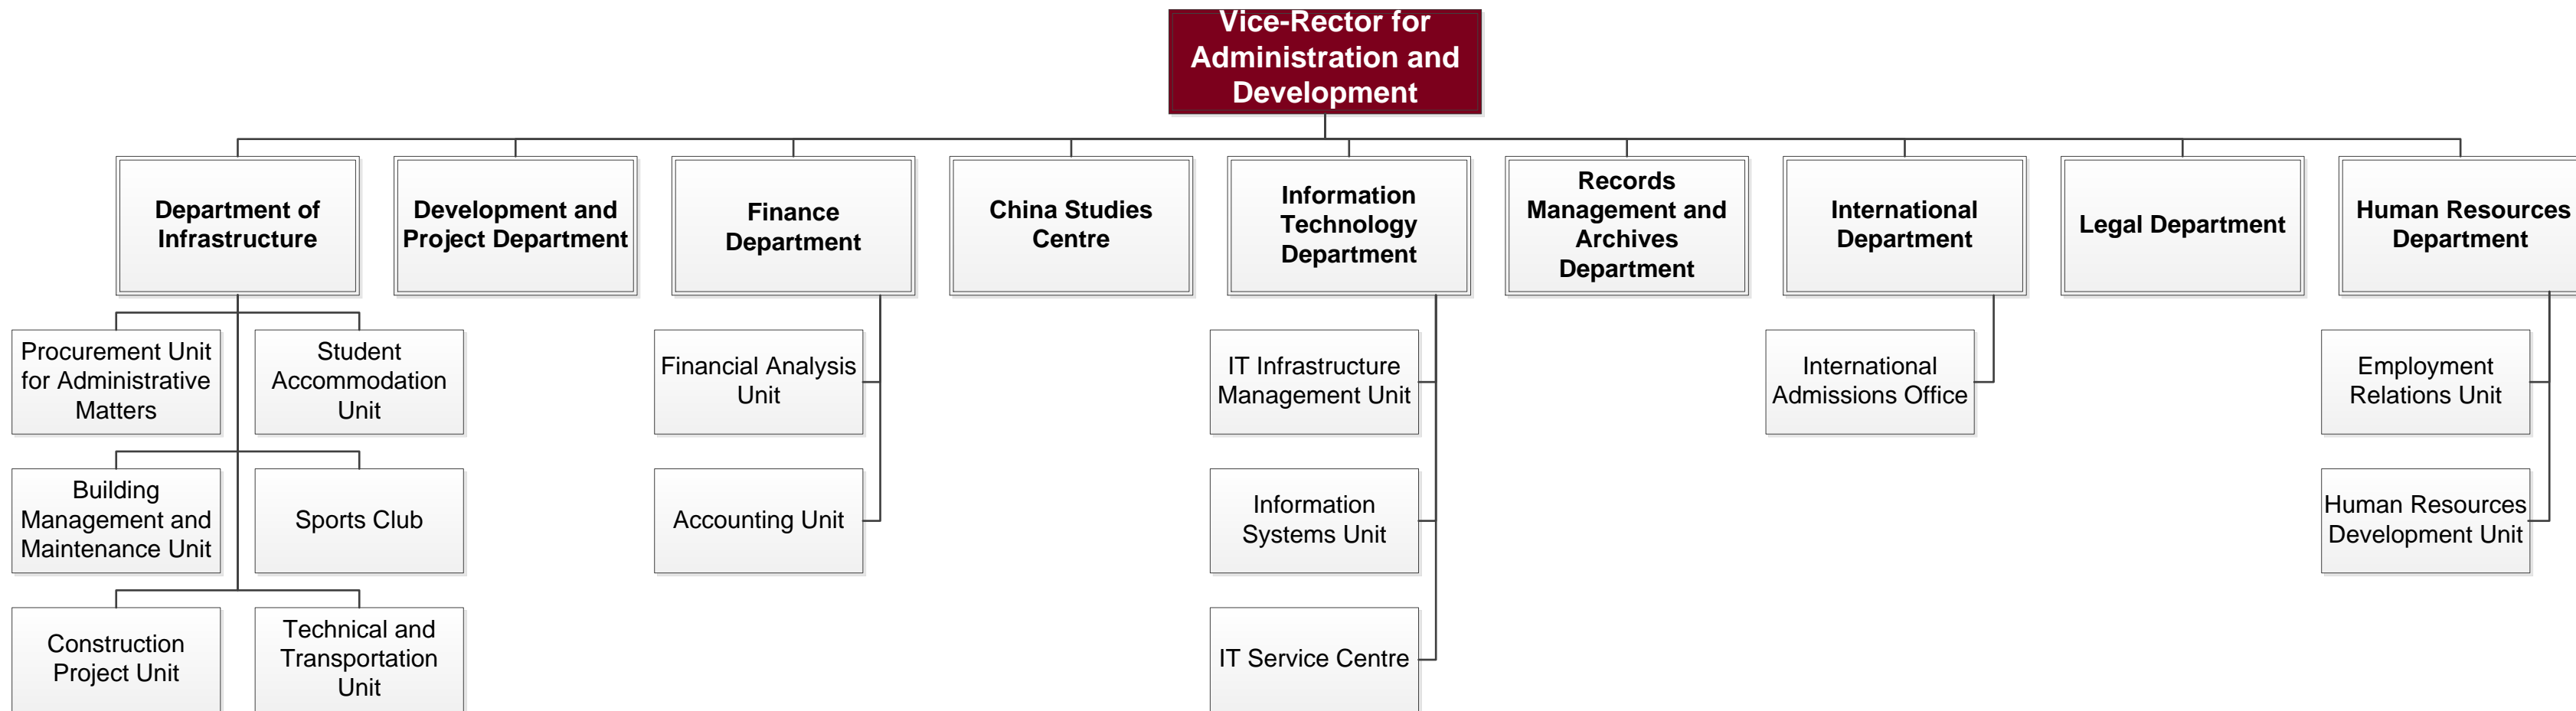 Vice-Rector for
Administration and
Development
Department of
Infrastructure
Development and
Project Department
Finance
Department
China Studies
Centre
Information
Technology
Department
Records
Management and
Archives
Department
International
Department
Legal Department
Human Resources
Department
Procurement Unit
for Administrative
Matters
Student
Accommodation
Unit
Financial Analysis
Unit
IT Infrastructure
Management Unit
International
Admissions Office
Employment
Relations Unit
Building
Management and
Maintenance Unit
Sports Club
Accounting Unit
Information
Systems Unit
Human Resources
Development Unit
Construction
Project Unit
Technical and
Transportation
Unit
IT Service Centre